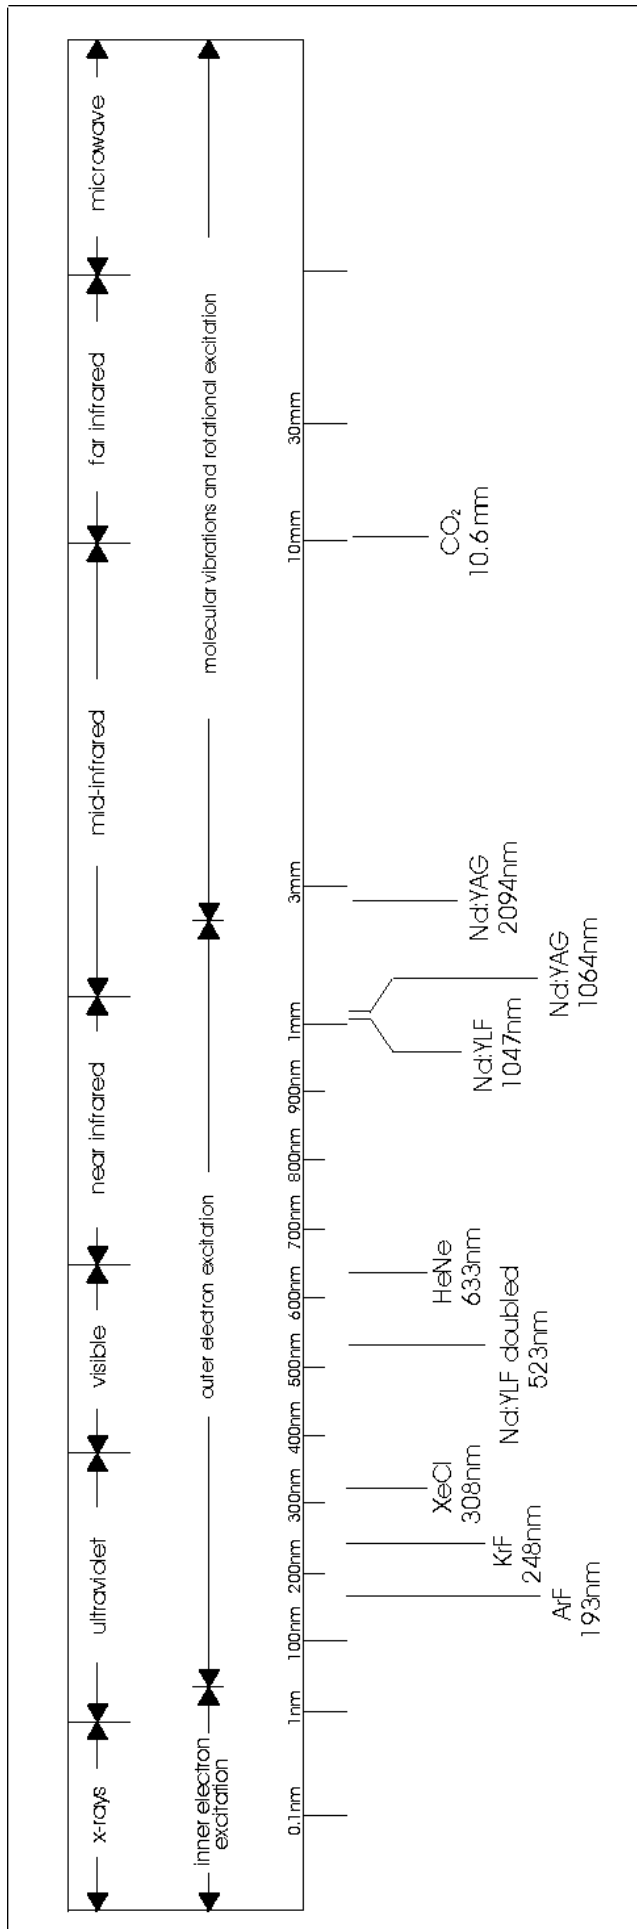 x-rays
ultraviolet
visible
near infrared
mid-infrared
far infrared
microwave
inner electron
excitation
outer electron excitation
molecular vibrations and rotational excitation
0.1nm
1nm
100nm
200nm
300nm
400nm
500nm
600nm
700nm
800nm
900nm
1mm
3mm
10mm
30mm
ArF
193nm
KrF
248nm
XeCl
308nm
Nd:YLF doubled
523nm
HeNe
633nm
Nd:YLF
1047nm
Nd:YAG
1064nm
Nd:YAG
2094nm
CO₂
10.6mm